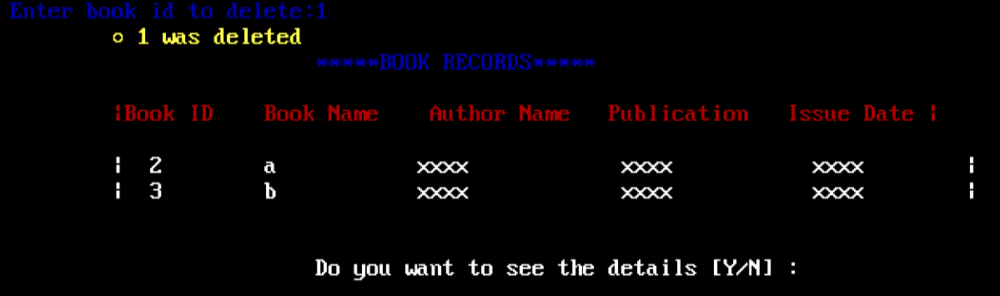 Enter book id to delete:1
o 1 was deleted
*****BOOK RECORDS*****
|Book ID Book Name Author Name Publication Issue Date |
| 2 a xxxx xxxx xxxx |
| 3 b xxxx xxxx xxxx |
Do you want to see the details [Y/N] :